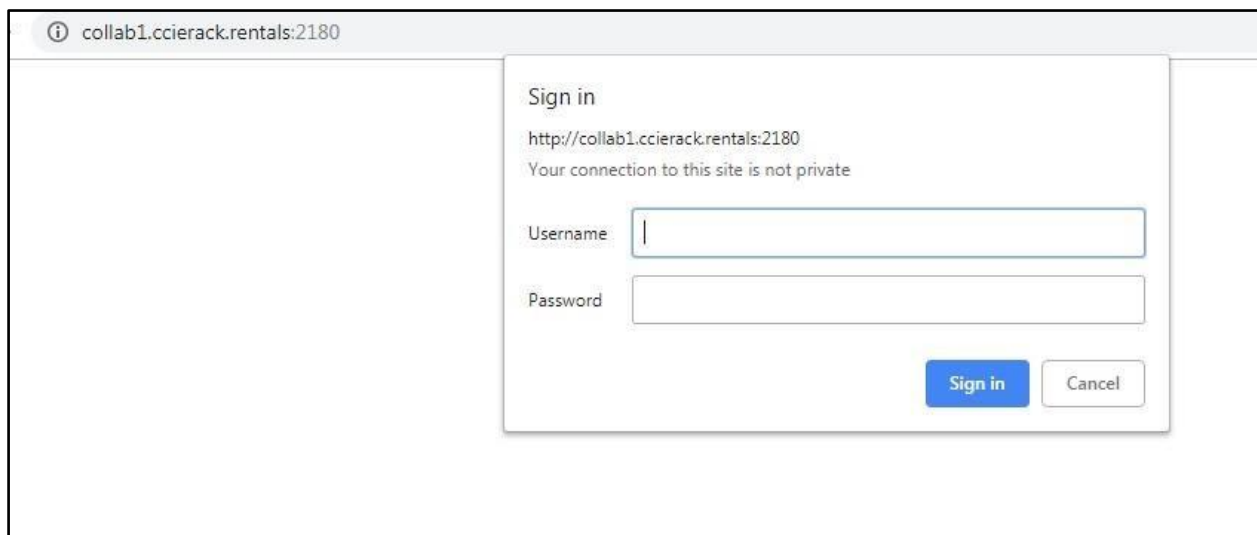 collab1.ccierack.rentals:2180
Sign in
http://collab1.ccierack.rentals:2180
Your connection to this site is not private
Username
Password
Sign in Cancel